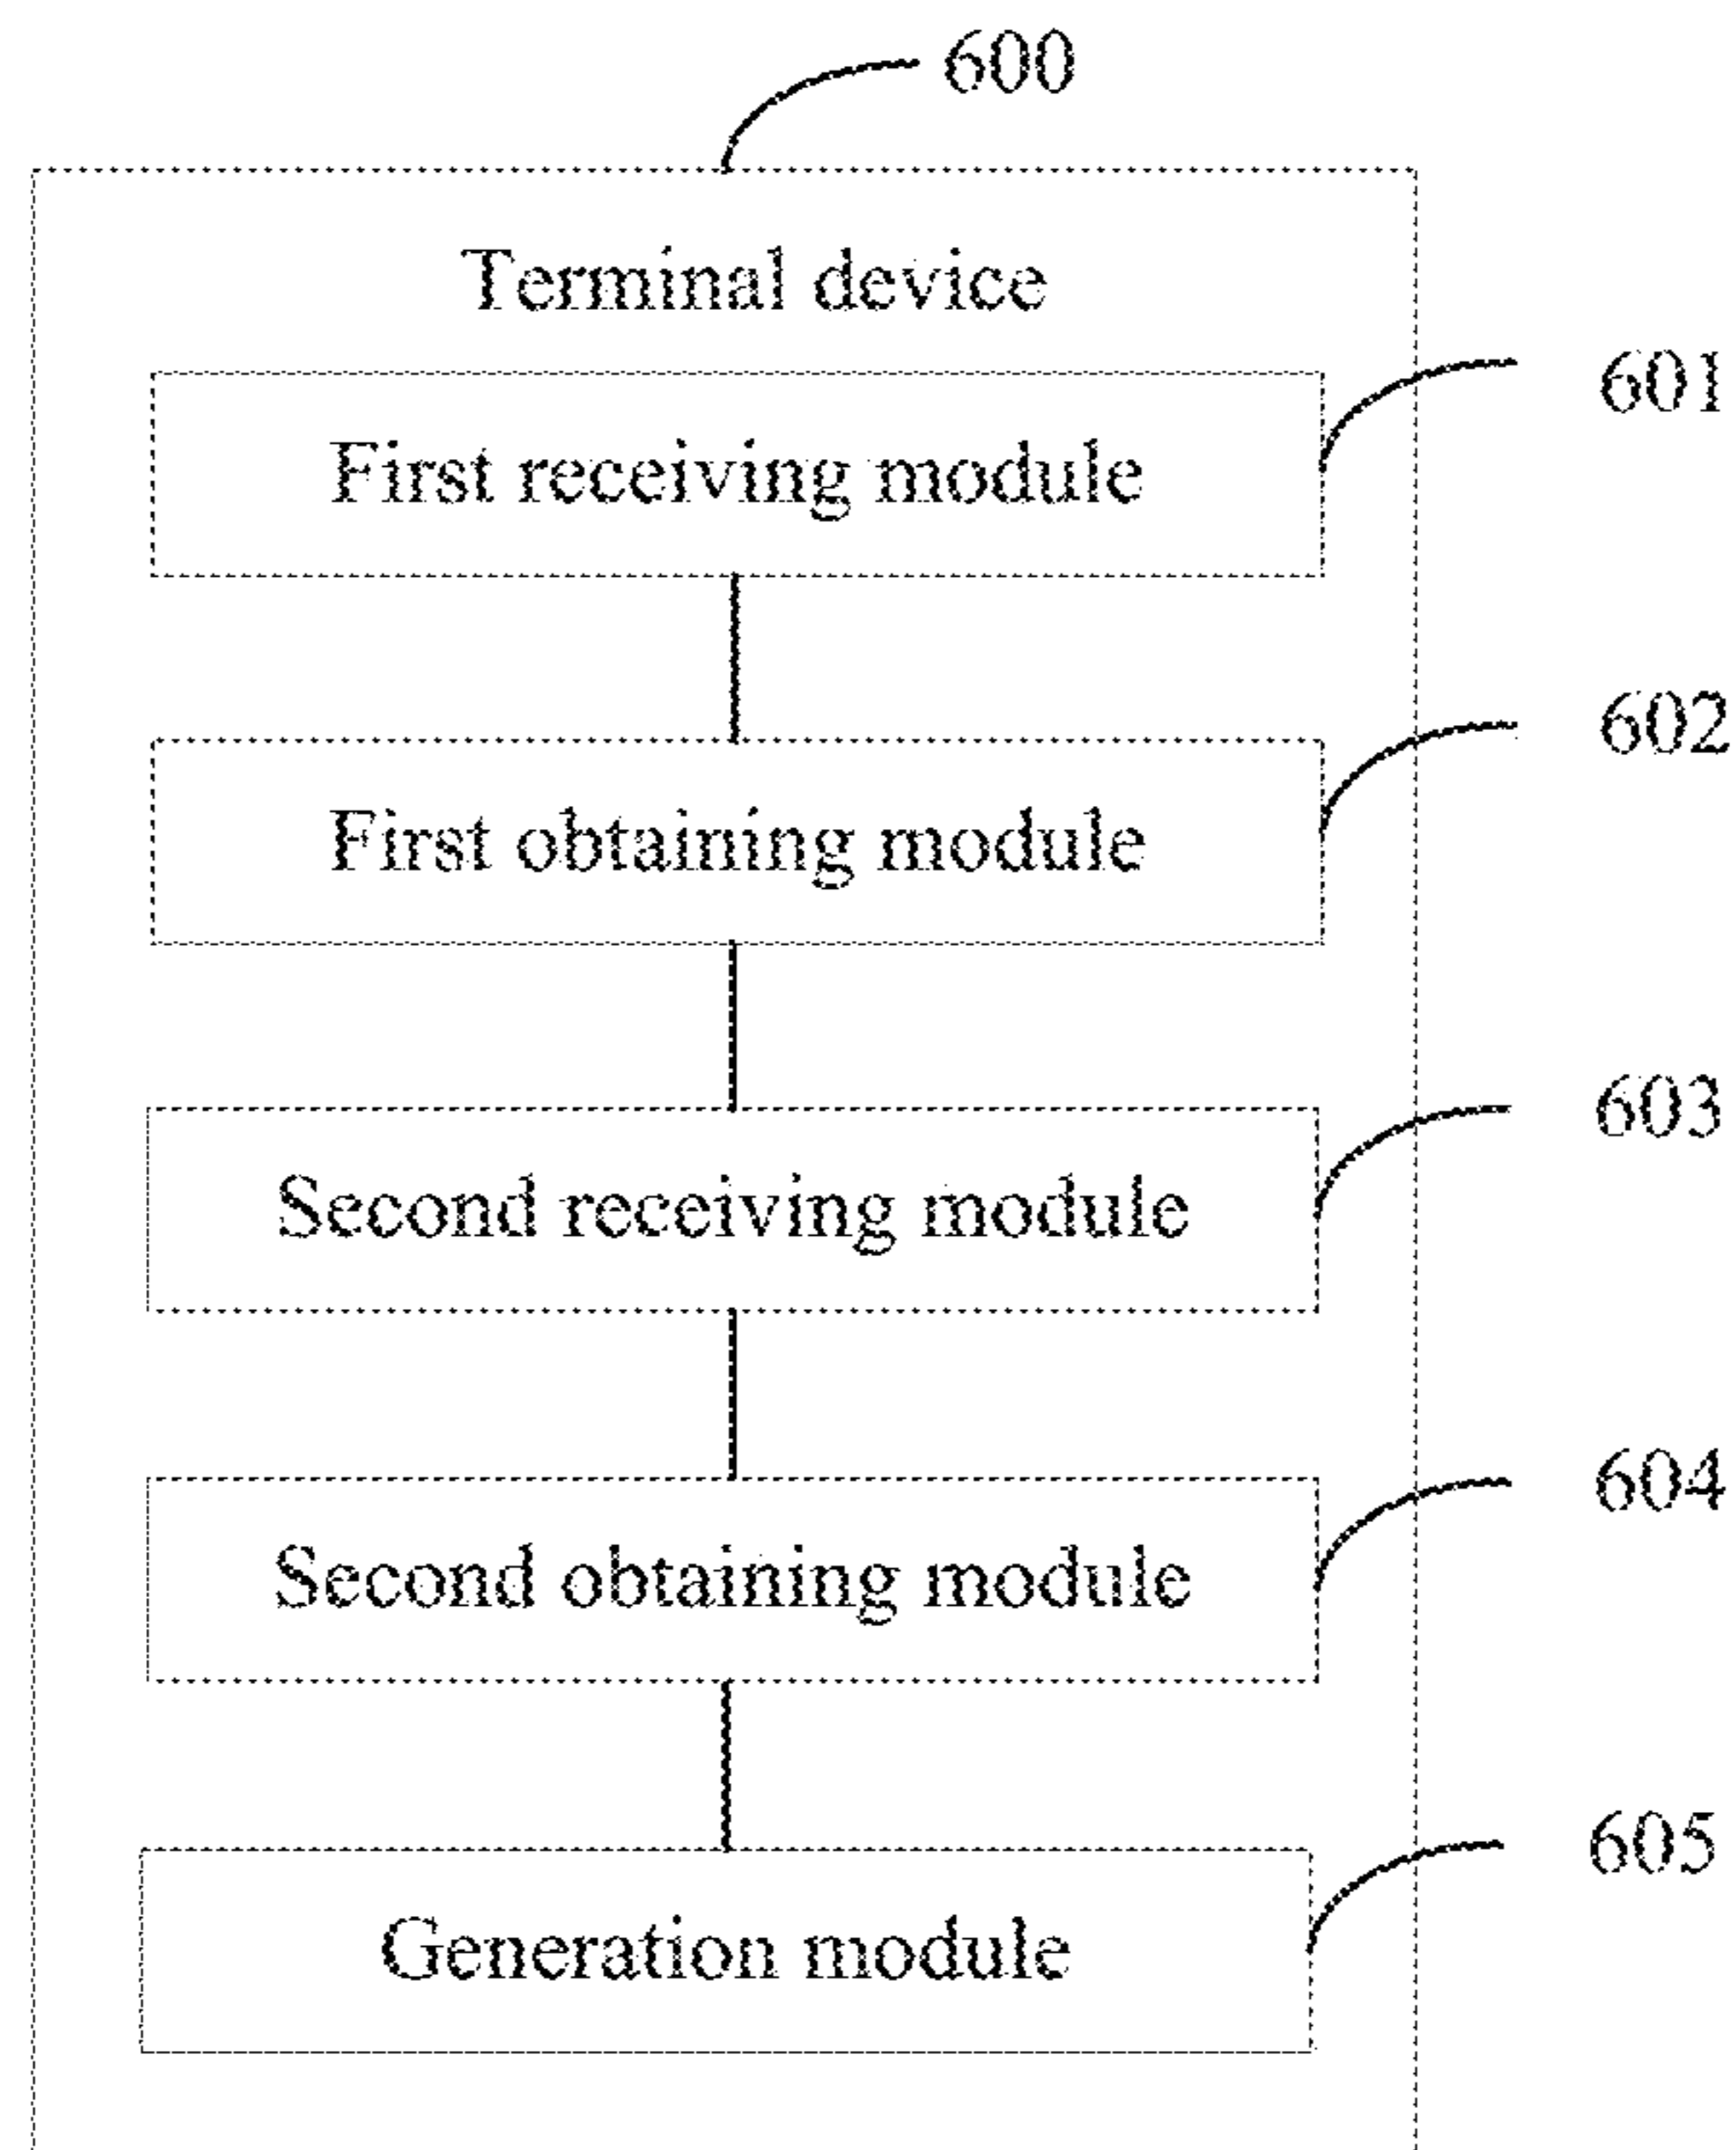 600
Terminal device
601
First receiving module
602
First obtaining module
603
Second receiving module
604
Second obtaining module
605
Generation module